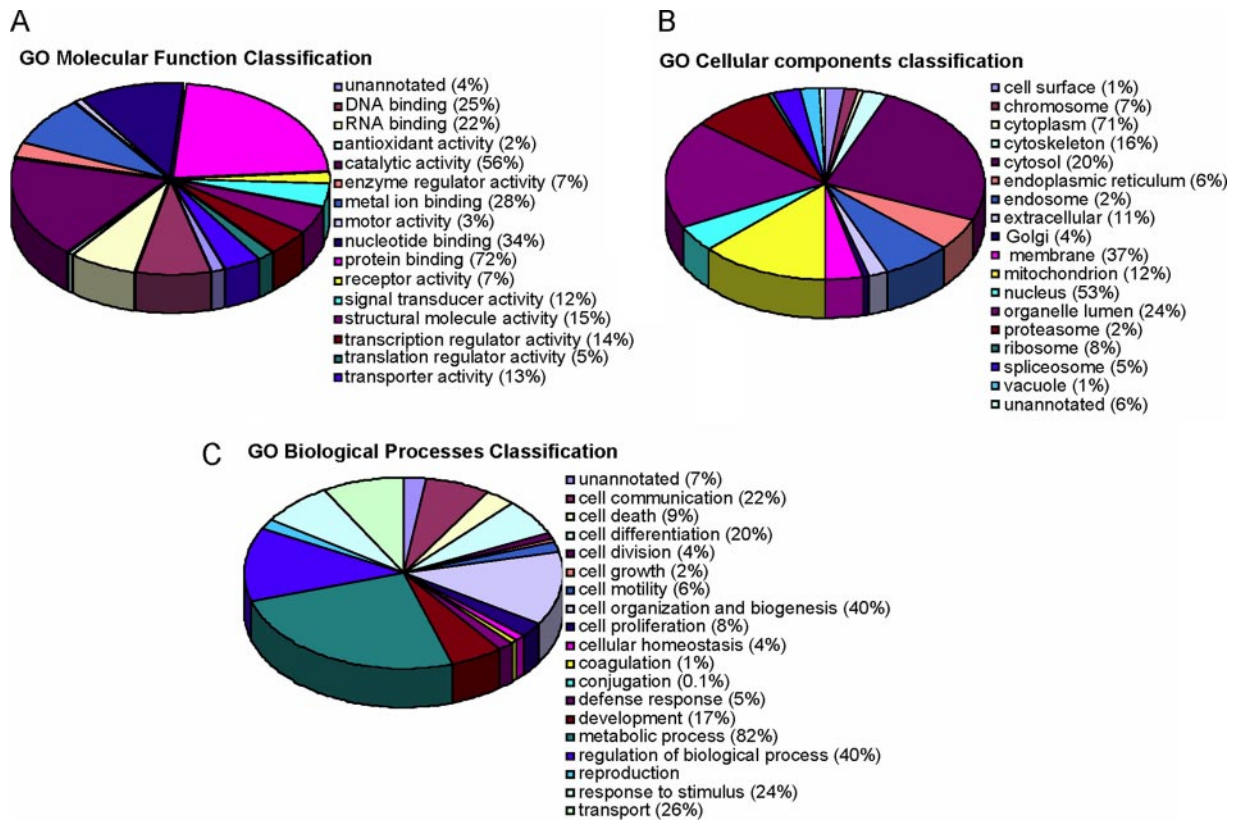 A
GO Molecular Function Classification
unannotated (4%)
DNA binding (25%)
RNA binding (22%)
antioxidant activity (2%)
catalytic activity (56%)
enzyme regulator activity (7%)
metal ion binding (28%)
motor activity (3%)
nucleotide binding (34%)
protein binding (72%)
receptor activity (7%)
signal transducer activity (12%)
structural molecule activity (15%)
transcription regulator activity (14%)
translation regulator activity (5%)
transporter activity (13%)
B
GO Cellular components classification
cell surface (1%)
chromosome (7%)
cytoplasm (71%)
cytoskeleton (16%)
cytosol (20%)
endoplasmic reticulum (6%)
endosome (2%)
extracellular (11%)
Golgi (4%)
membrane (37%)
mitochondrion (12%)
nucleus (53%)
organelle lumen (24%)
proteasome (2%)
ribosome (8%)
spliceosome (5%)
vacuole (1%)
unannotated (6%)
C
GO Biological Processes Classification
unannotated (7%)
cell communication (22%)
cell death (9%)
cell differentiation (20%)
cell division (4%)
cell growth (2%)
cell motility (6%)
cell organization and biogenesis (40%)
cell proliferation (8%)
cellular homeostasis (4%)
coagulation (1%)
conjugation (0.1%)
defense response (5%)
development (17%)
metabolic process (82%)
regulation of biological process (40%)
reproduction
response to stimulus (24%)
transport (26%)